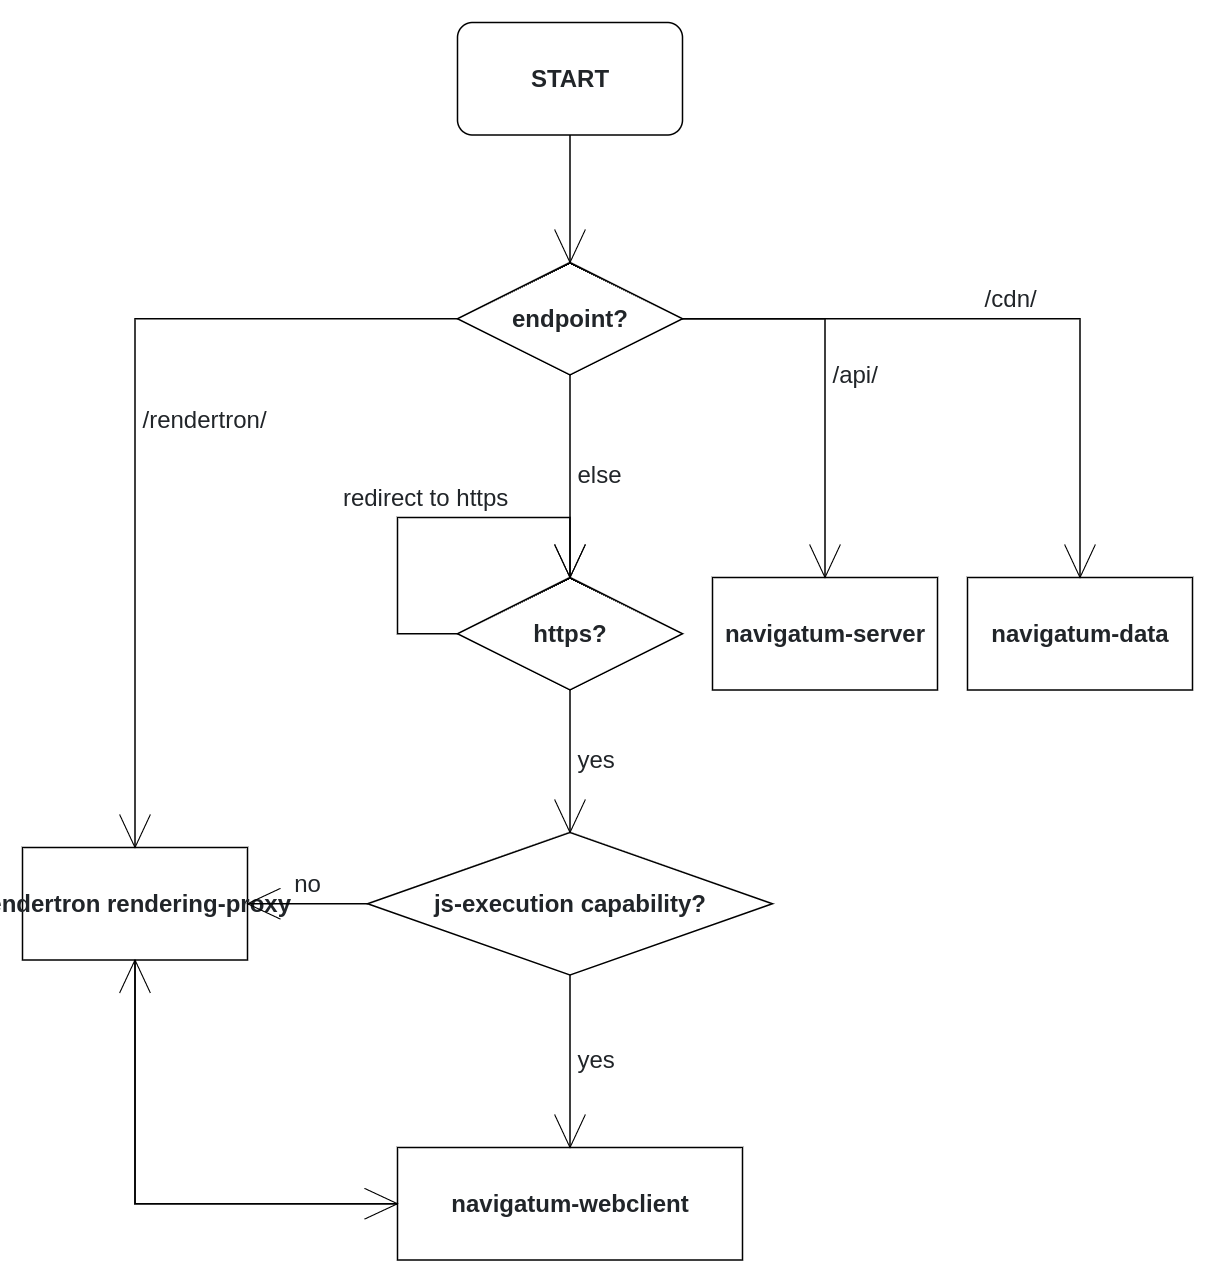 START
endpoint?
/cdn/
/api/
/rendertron/
else
redirect to https
https?
navigatum-server
navigatum-data
yes
no
endertron rendering-proxy
js-execution capability?
yes
navigatum-webclient